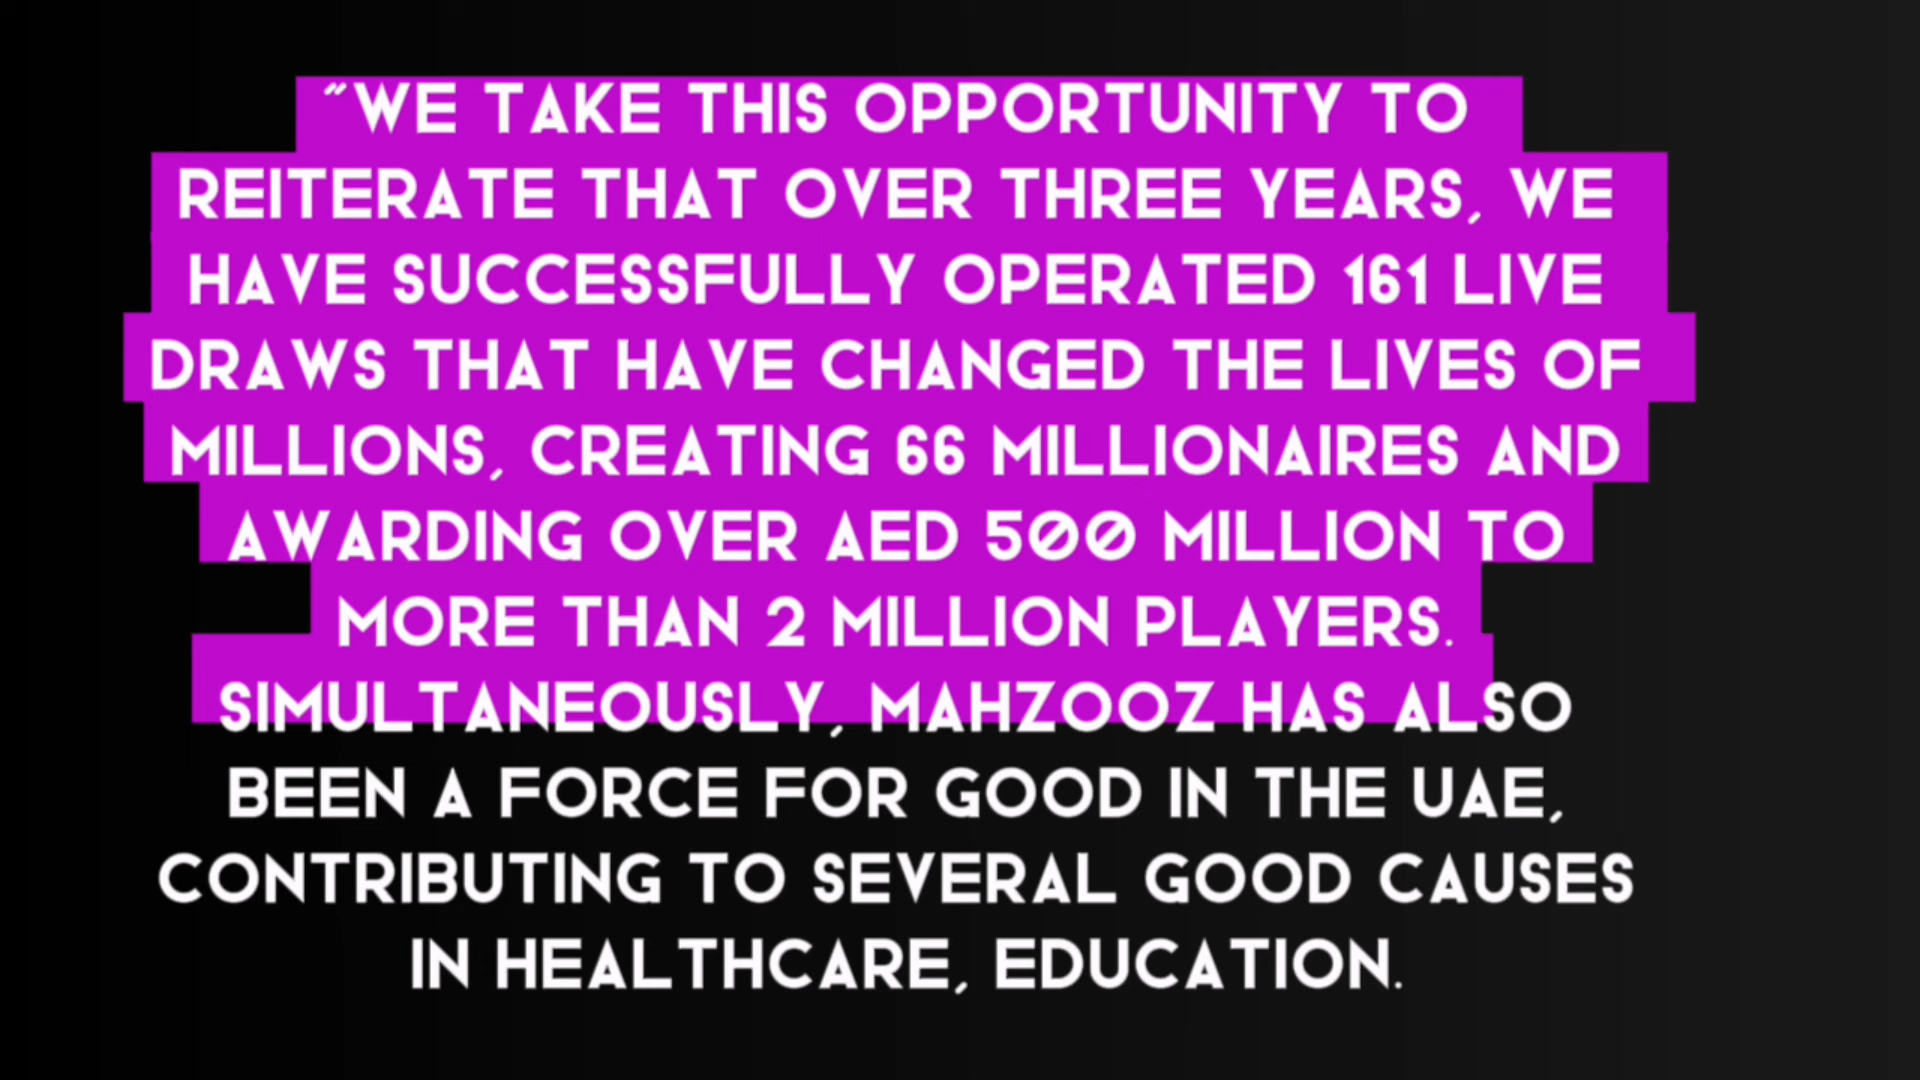 "WE TAKE THIS OPPORTUNITY TO
REITERATE THAT OVER THREE YEARS, WE
HAVE SUCCESSFULLY OPERATED 161 LIVE
DRAWS THAT HAVE CHANGED THE LIVES OF
MILLIONS, CREATING 66 MILLIONAIRES AND
AWARDING OVER AED 500 MILLION TO
MORE THAN 2 MILLION PLAYERS.
SIMULTANEOUSLY, MAHZOOZ HAS ALSO
BEEN A FORCE FOR GOOD IN THE UAE,
CONTRIBUTING TO SEVERAL GOOD CAUSES
IN HEALTHCARE, EDUCATION.